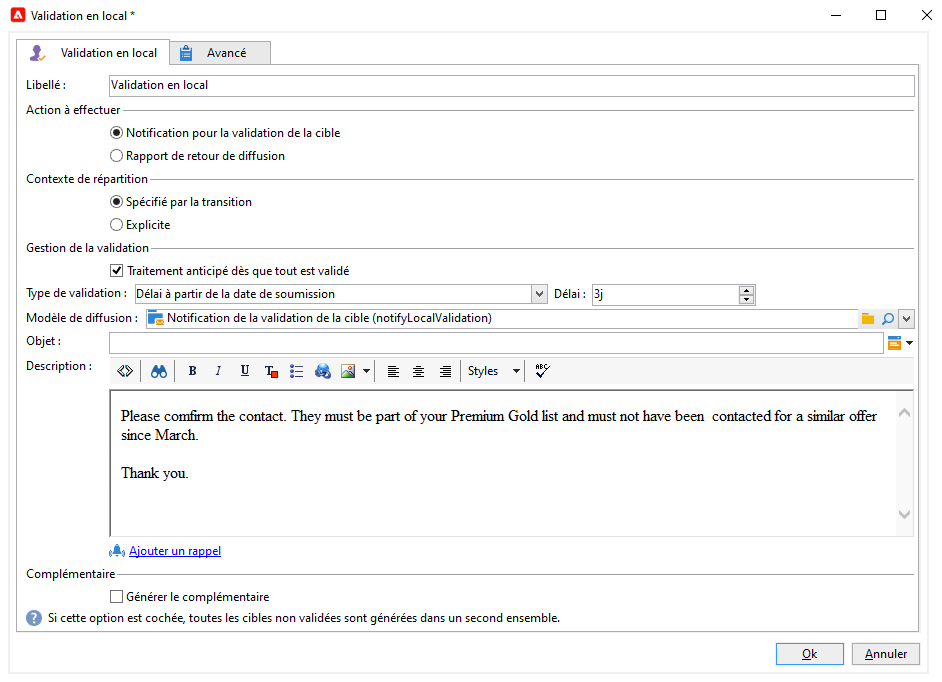 Validation en local *
Validation en local
Avancé
Libellé :
Validation en local
Action à effectuer
Notification pour la validation de la cible
Rapport de retour de diffusion
Contexte de répartition
Spécifié par la transition
Explicite
Gestion de la validation
Traitement anticipé dès que tout est validé
Type de validation : Délai à partir de la date de soumission Délai : 3j
Modèle de diffusion : Notification de la validation de la cible (notifyLocalValidation)
Objet :
Description :
B I U T Styles ABC
Please comfirm the contact. They must be part of your Premium Gold list and must not have been  contacted for a similar offer
since March.
Thank you.
Ajouter un rappel
Complémentaire
Générer le complémentaire
? Si cette option est cochée, toutes les cibles non validées sont générées dans un second ensemble.
Ok Annuler